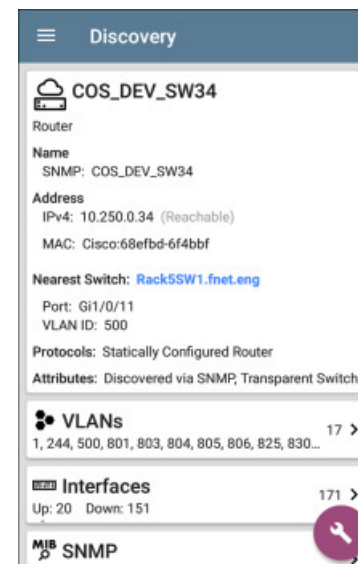 Discovery
COS_DEV_SW34
Router
Name
SNMP: COS_DEV_SW34
Address
IPv4: 10.250.0.34 (Reachable)
MAC: Cisco:68efbd-6f4bbf
Nearest Switch: Rack5SW1.fnet.eng
Port: Gi1/0/11
VLAN ID: 500
Protocols: Statically Configured Router
Attributes: Discovered via SNMP, Transparent Switch
VLANs
17
1, 244, 500, 801, 803, 804, 805, 806, 825, 830...
Interfaces
171
Up: 20 Down: 151
MIB SNMP